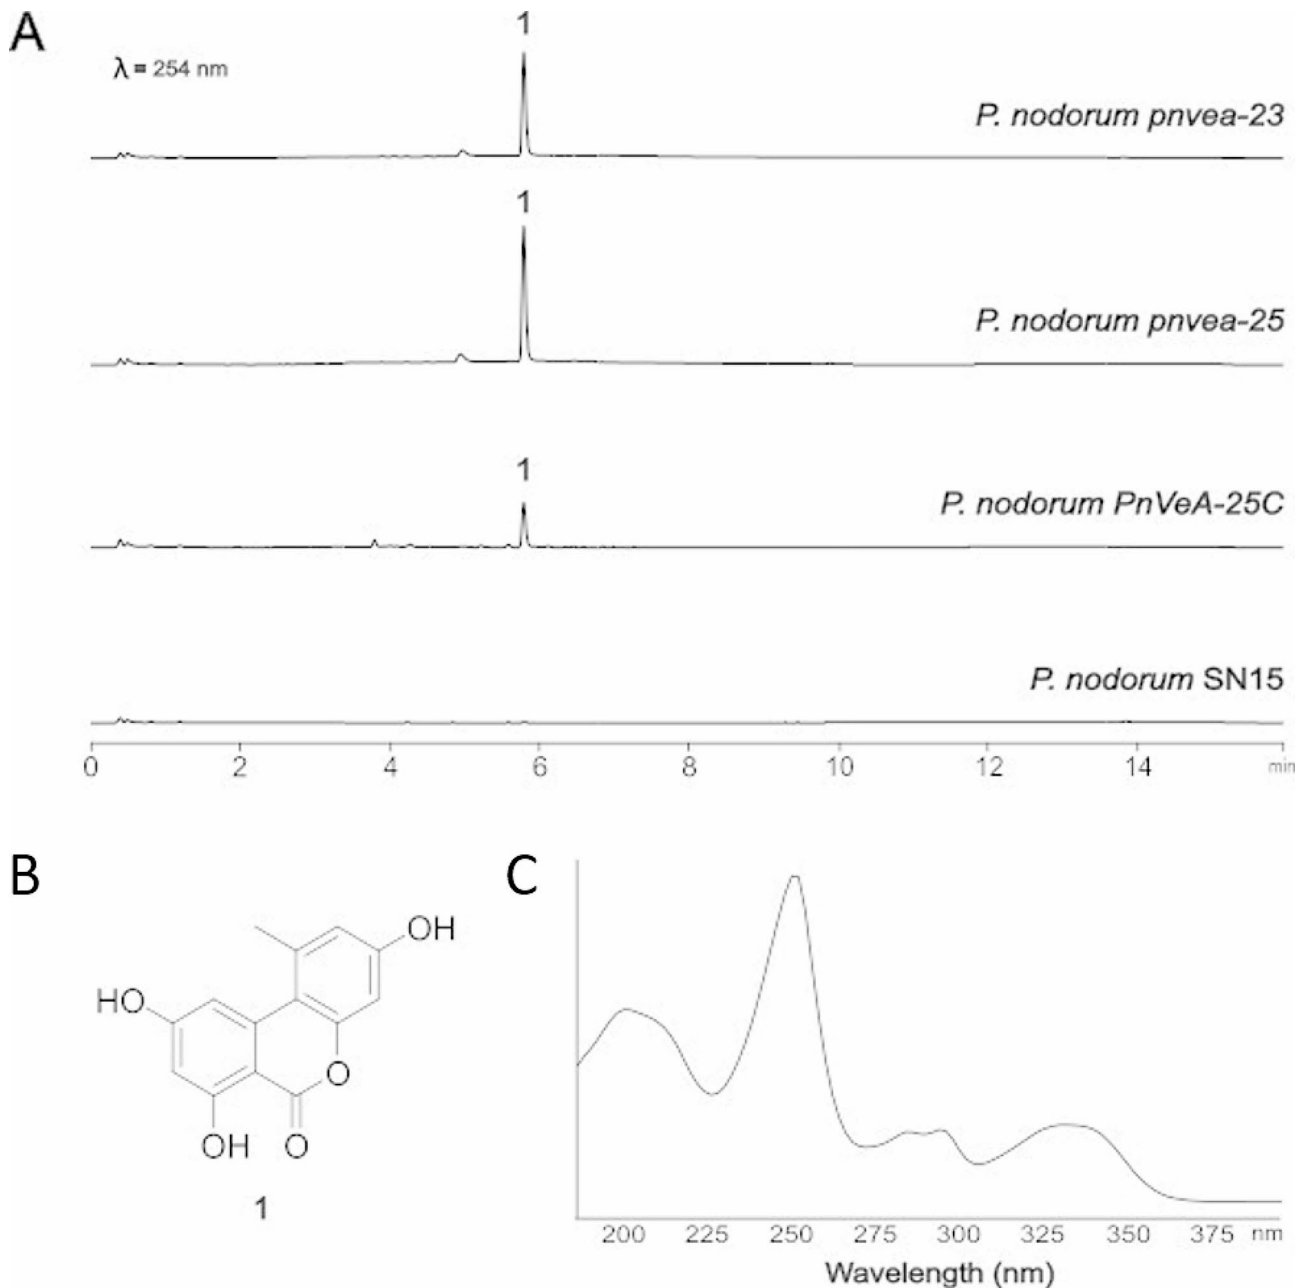 A
1
λ = 254 nm
P. nodorum pnvea-23
1
P. nodorum pnvea-25
1
P. nodorum PnVeA-25C
P. nodorum SN15
0 2 4 6 8 10 12 14 min
B
C
OH
HO
O
OH O
1
200 225 250 275 300 325 350 375 nm
Wavelength (nm)